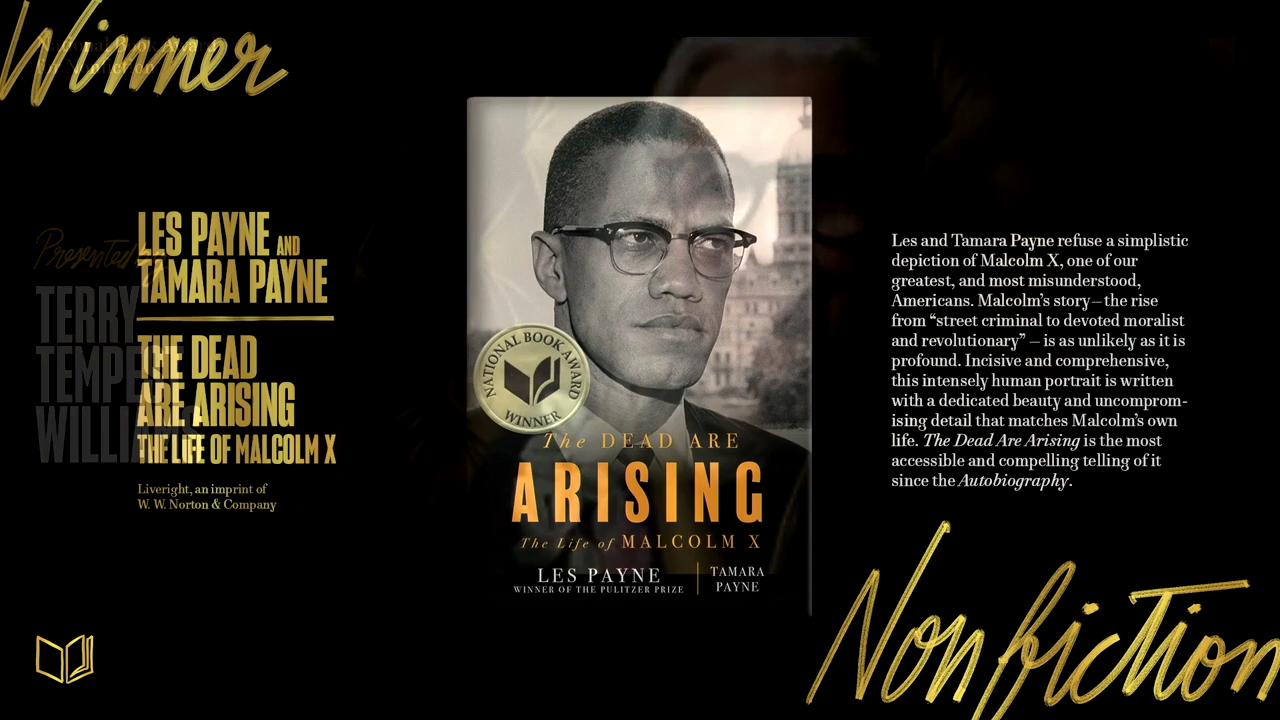 Winner
Presented
TERRY
TEMPE
WILLIAMS
LES PAYNE AND
TAMARA PAYNE
THE DEAD
ARE ARISING
THE LIFE OF MALCOLM X
Liveright, an imprint of
W. W. Norton & Company
NATIONAL BOOK AWARD
WINNER
The DEAD ARE
ARISING
The Life of MALCOLM X
LES PAYNE
WINNER OF THE PULITZER PRIZE
TAMARA
PAYNE
Les and Tamara Payne refuse a simplistic
depiction of Malcolm X, one of our
greatest, and most misunderstood,
Americans. Malcolm's story – the rise
from “street criminal to devoted moralist
and revolutionary” – is as unlikely as it is
profound. Incisive and comprehensive,
this intensely human portrait is written
with a dedicated beauty and uncomprom-
ising detail that matches Malcolm's own
life. The Dead Are Arising is the most
accessible and compelling telling of it
since the Autobiography.
Nonfiction